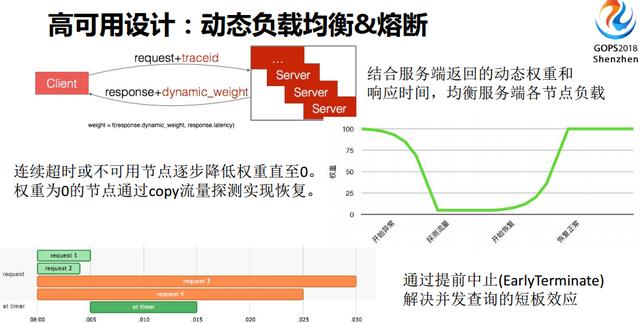 高可用设计：动态负载均衡&熔断
GOPS2018
Shenzhen
request+traceid
Client
response+dynamic_weight
...
Server
Server
Server
weight = f(response.dynamic_weight, response.latency)
结合服务端返回的动态权重和
响应时间，均衡服务端各节点负载
连续超时或不可用节点逐步降低权重直至0。
权重为0的节点通过copy流量探测实现恢复。
权重
100
75
50
25
0
开始异常
探测流量
开始恢复
恢复正常
request
request 1
request 2
request 3
request 4
et timer
et timer
08:00
.005
.010
.015
.020
.025
.030
通过提前中止(EarlyTerminate)
解决并发查询的短板效应